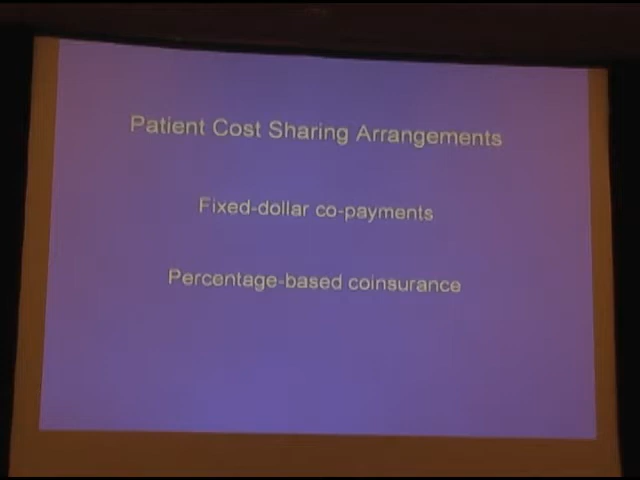 Patient Cost Sharing Arrangements
Fixed-dollar co-payments
Percentage-based coinsurance